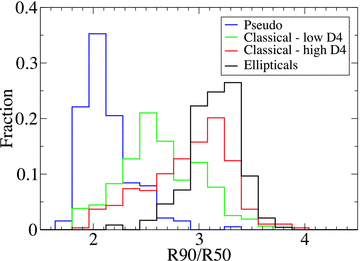 0.4
Pseudo
Classical - low D4
Classical - high D4
Ellipticals
0.3
0.2
0.1
0
Fraction
2
3
4
R90/R50